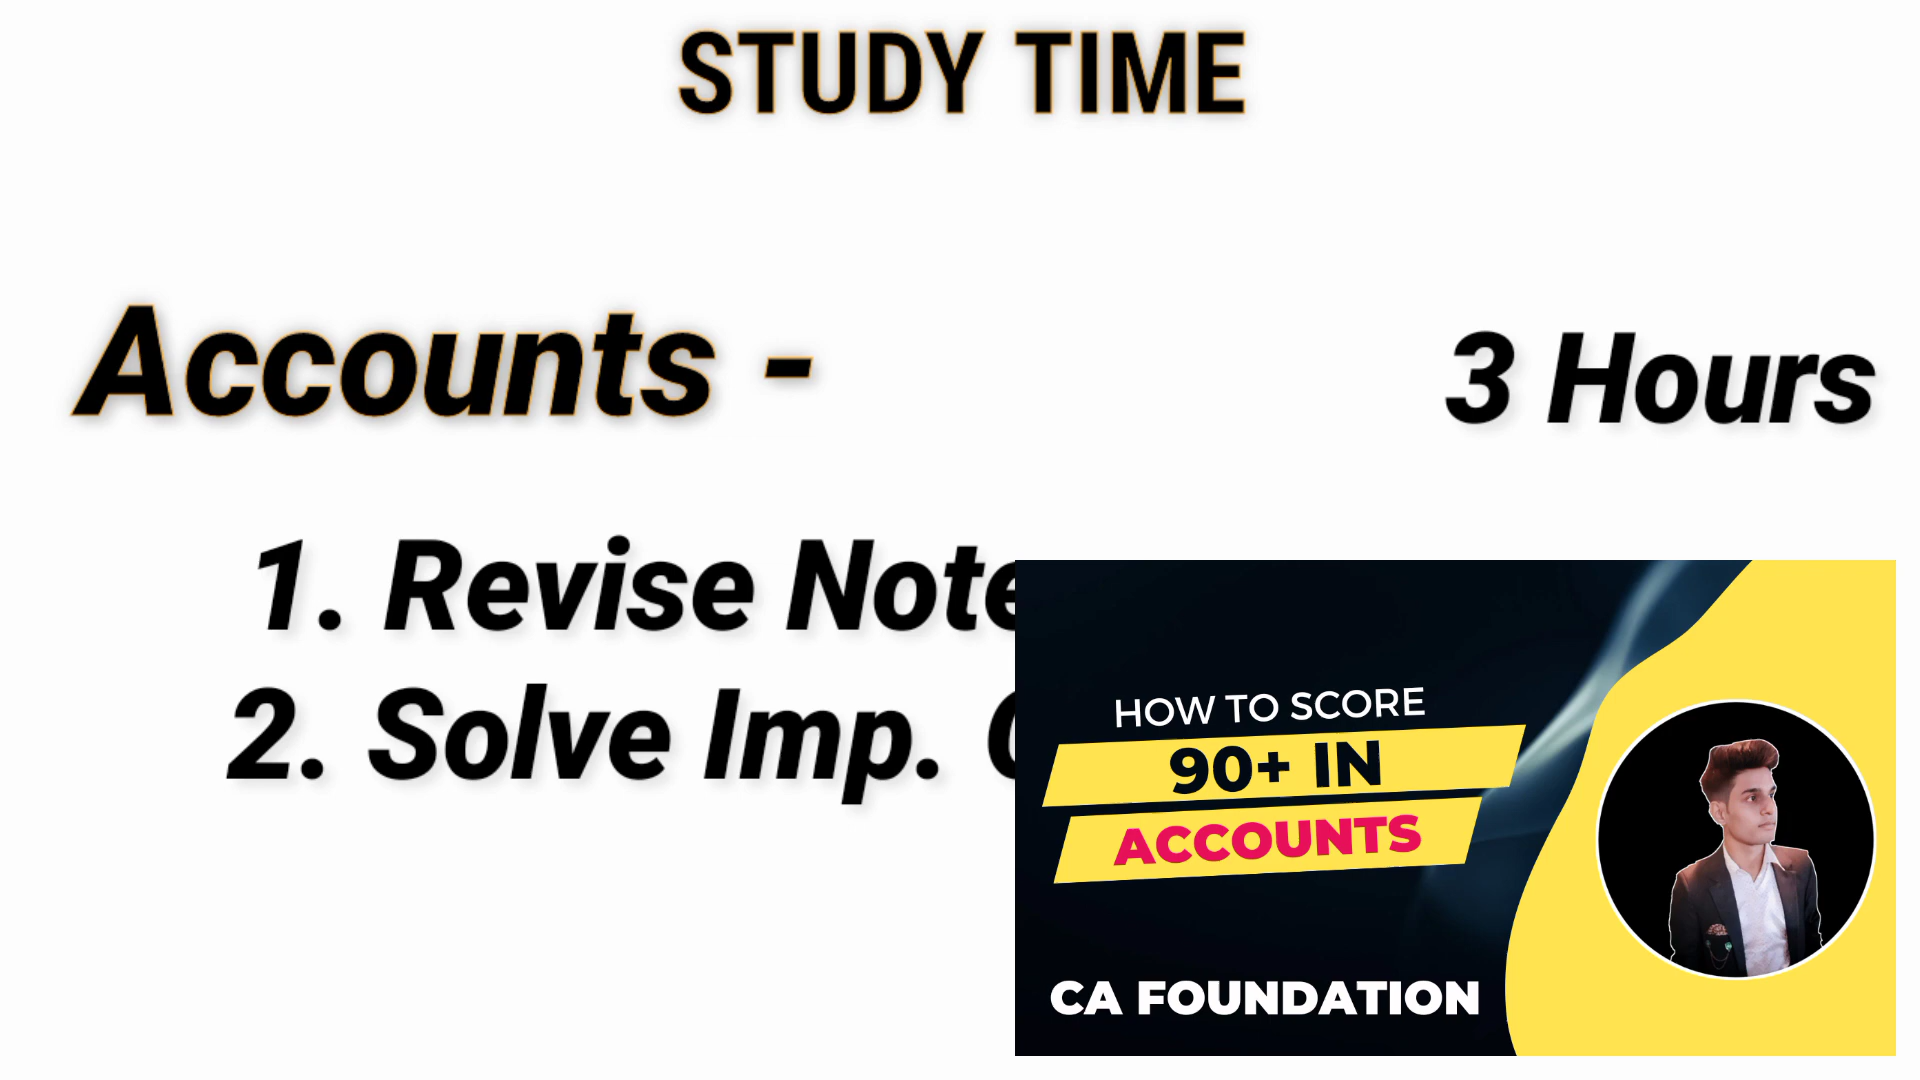 STUDY TIME
Accounts - 3 Hours
1. Revise Note
2. Solve Imp.
HOW TO SCORE
90+ IN
ACCOUNTS
CA FOUNDATION